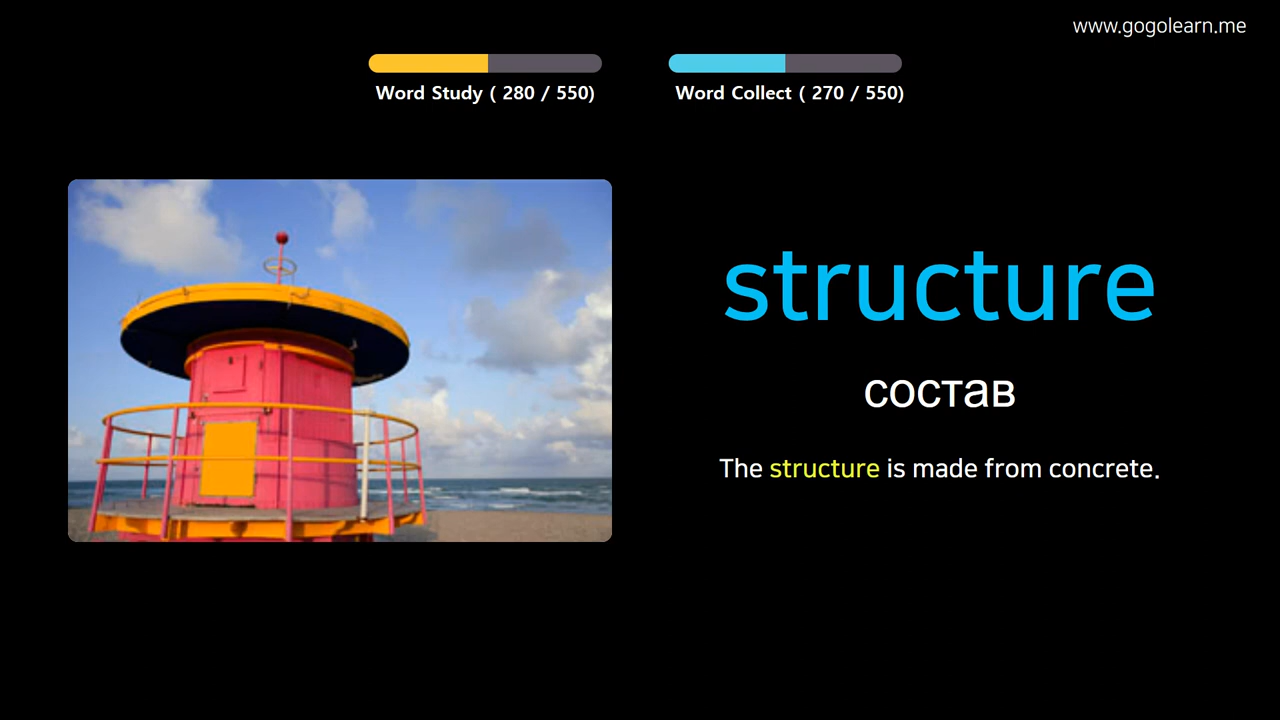 www.gogolearn.me
Word Study ( 280 / 550)
Word Collect ( 270 / 550)
structure
состав
The structure is made from concrete.